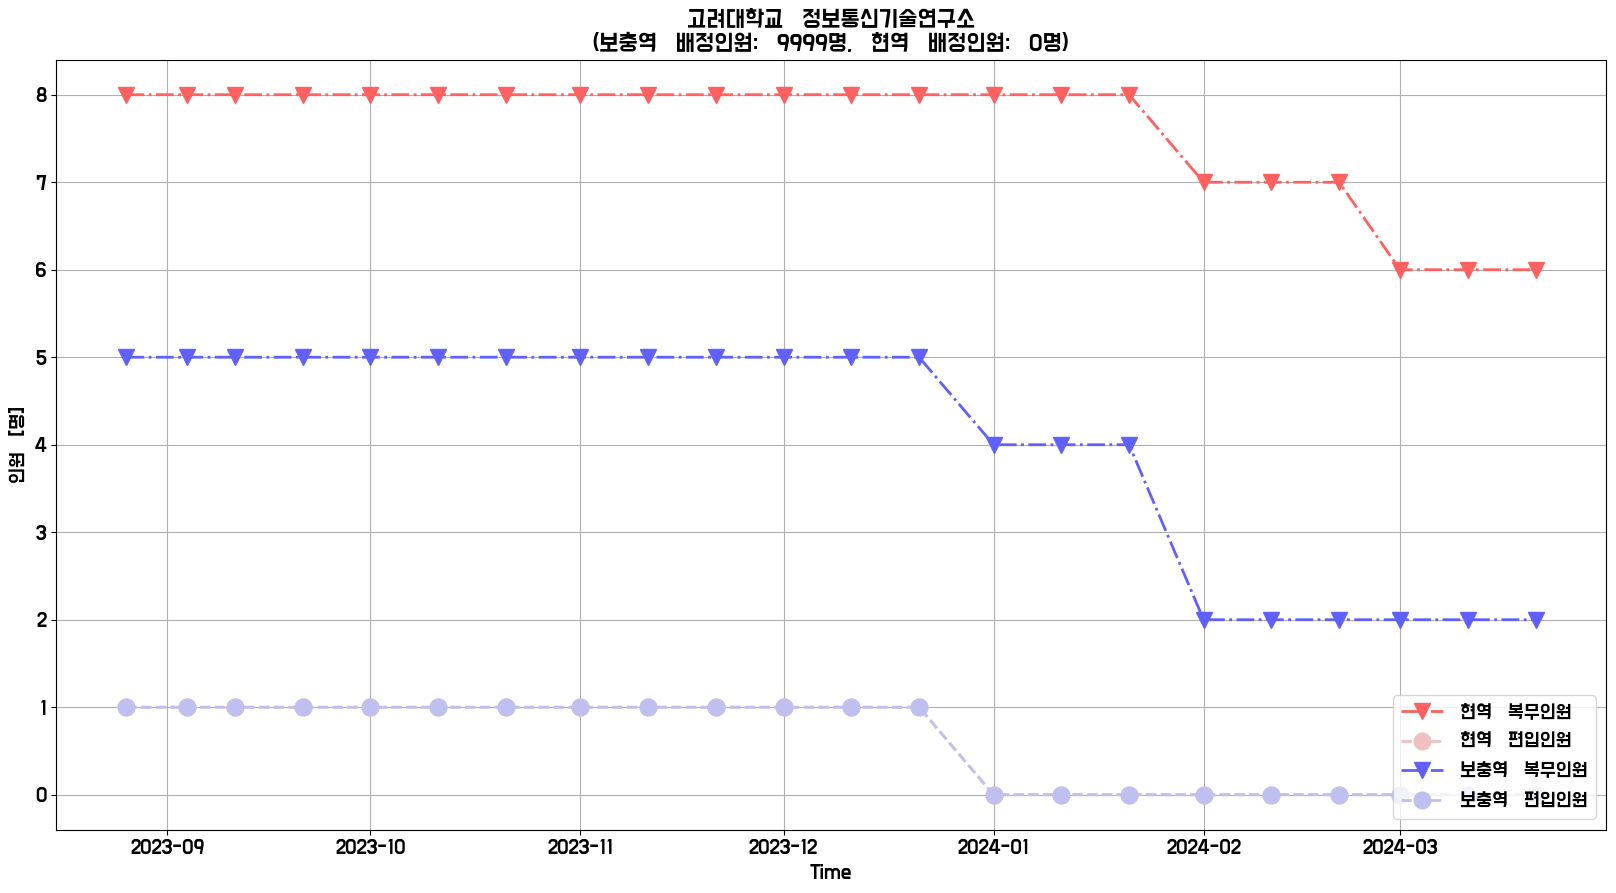 고려대학교 정보통신기술연구소
(보충역 배정인원: 9999명, 현역 배정인원: 0명)
8
7
6
5
4
3
2
1
0
인원 [명]
2023-09 2023-10 2023-11 2023-12 2024-01 2024-02 2024-03
Time
현역 복무인원
현역 편입인원
보충역 복무인원
보충역 편입인원